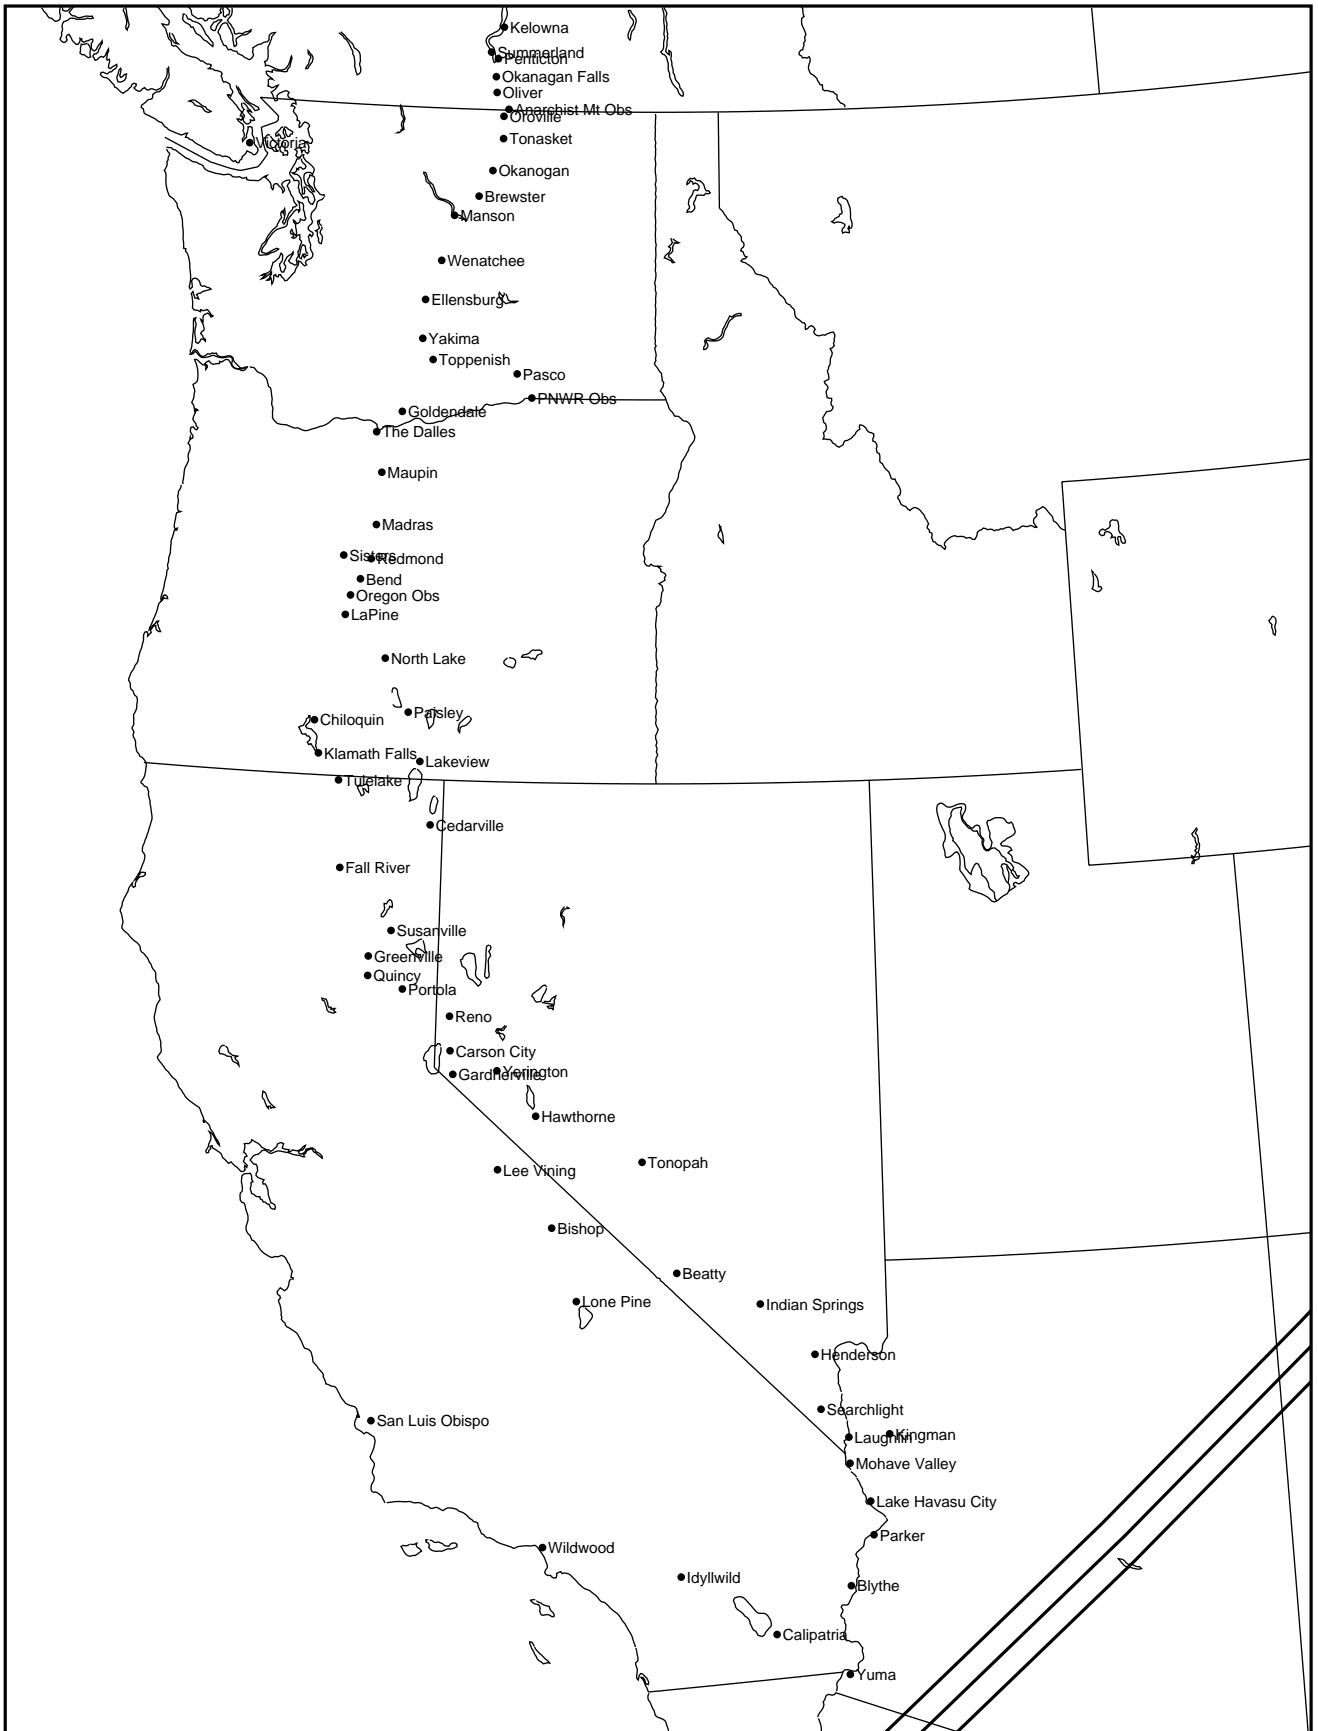 Kelowna
Summerland
Penticton
Okanagan Falls
Oliver
Anarchist Mt Obs
Oroville
Tonasket
Victoria
Okanogan
Brewster
Manson
Wenatchee
Ellensburg
Yakima
Toppenish
Pasco
PNWR Obs
Goldendale
The Dalles
Maupin
Madras
Sisters
Redmond
Bend
Oregon Obs
LaPine
North Lake
Paisley
Chiloquin
Klamath Falls
Lakeview
Tulelake
Cedarville
Fall River
Susanville
Greenville
Quincy
Portola
Reno
Carson City
Yerington
Gardnerville
Hawthorne
Tonopah
Lee Vining
Bishop
Beatty
Lone Pine
Indian Springs
Henderson
Searchlight
San Luis Obispo
Kingman
Laughlin
Mohave Valley
Lake Havasu City
Parker
Wildwood
Idyllwild
Blythe
Calipatria
Yuma